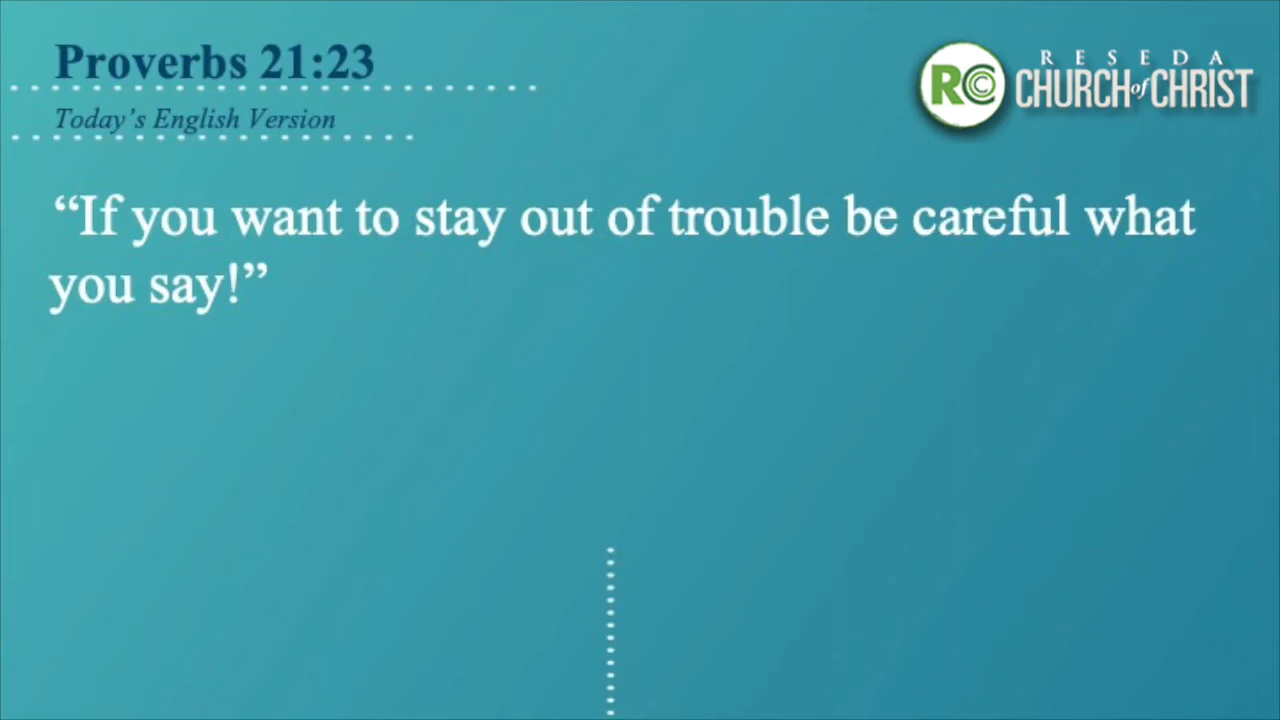 Proverbs 21:23
Today's English Version
RCC
RESEDA
CHURCH of CHRIST
“If you want to stay out of trouble be careful what
you say!”